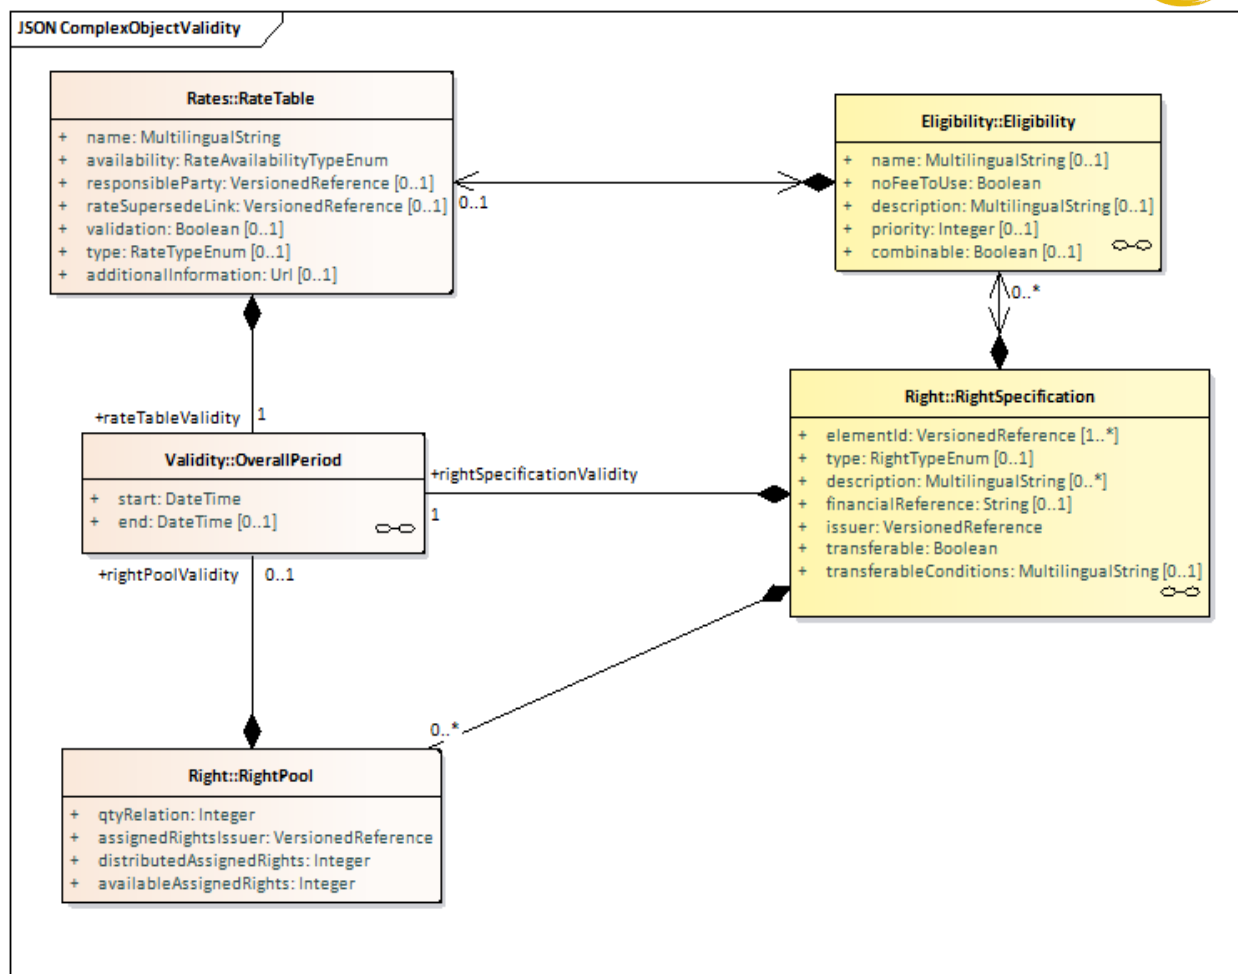 JSON ComplexObjectValidity
Rates::RateTable
+ name: MultilingualString
+ availability: RateAvailabilityTypeEnum
+ responsibleParty: VersionedReference [0..1]
+ rateSupersedeLink: VersionedReference [0..1]
+ validation: Boolean [0..1]
+ type: RateTypeEnum [0..1]
+ additionalInformation: Url [0..1]
0..1
Eligibility::Eligibility
+ name: MultilingualString [0..1]
+ noFeeToUse: Boolean
+ description: MultilingualString [0..1]
+ priority: Integer [0..1]
+ combinable: Boolean [0..1]
0..*
+rateTableValidity
1
Validity::OverallPeriod
+ start: DateTime
+ end: DateTime [0..1]
+rightSpecificationValidity
1
Right::RightSpecification
+ elementId: VersionedReference [1..*]
+ type: RightTypeEnum [0..1]
+ description: MultilingualString [0..*]
+ financialReference: String [0..1]
+ issuer: VersionedReference
+ transferable: Boolean
+ transferableConditions: MultilingualString [0..1]
+rightPoolValidity
0..1
0..*
Right::RightPool
+ qtyRelation: Integer
+ assignedRightsIssuer: VersionedReference
+ distributedAssignedRights: Integer
+ availableAssignedRights: Integer